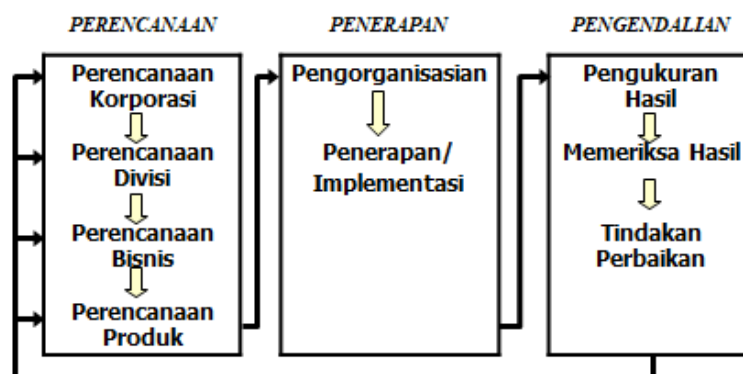 PERENCANAAN
PENERAPAN
PENGENDALIAN
Perencanaan
Korporasi
Perencanaan
Divisi
Perencanaan
Bisnis
Perencanaan
Produk
Pengorganisasian
Penerapan/
Implementasi
Pengukuran
Hasil
Memeriksa Hasil
Tindakan
Perbaikan